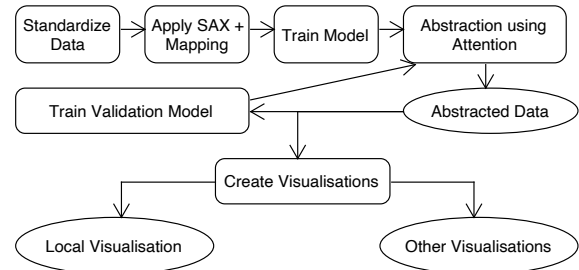 Standardize
Data
Apply SAX +
Mapping
Train Model
Abstraction using
Attention
Train Validation Model
Abstracted Data
Create Visualisations
Local Visualisation
Other Visualisations